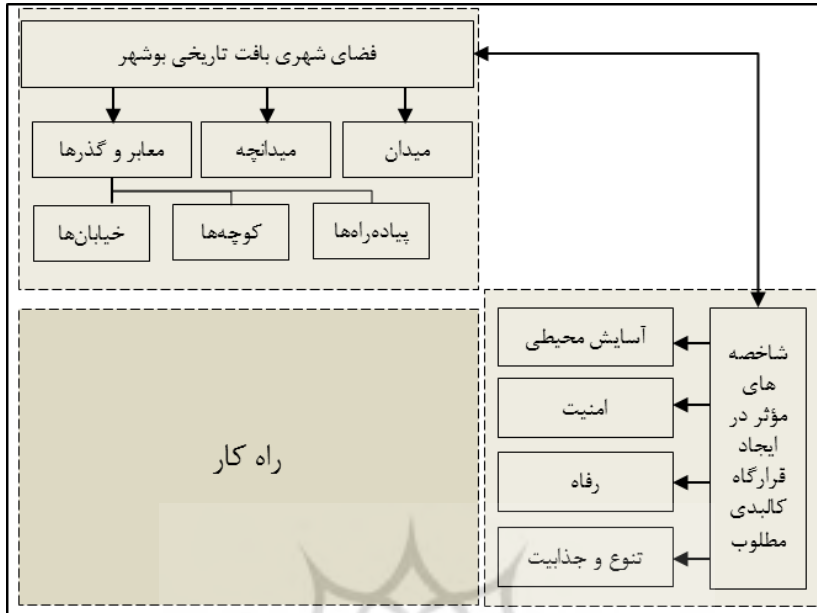 فضای شهری بافت تاریخی بوشهر
میدان
میدانچه
معابر و گذرها
پیاده‌راه‌ها
کوچه‌ها
خیابان‌ها
شاخصه
های
مؤثر در
ایجاد
قرارگاه
کالبدی
مطلوب
آسایش محیطی
امنیت
رفاه
تنوع و جذابیت
راه کار